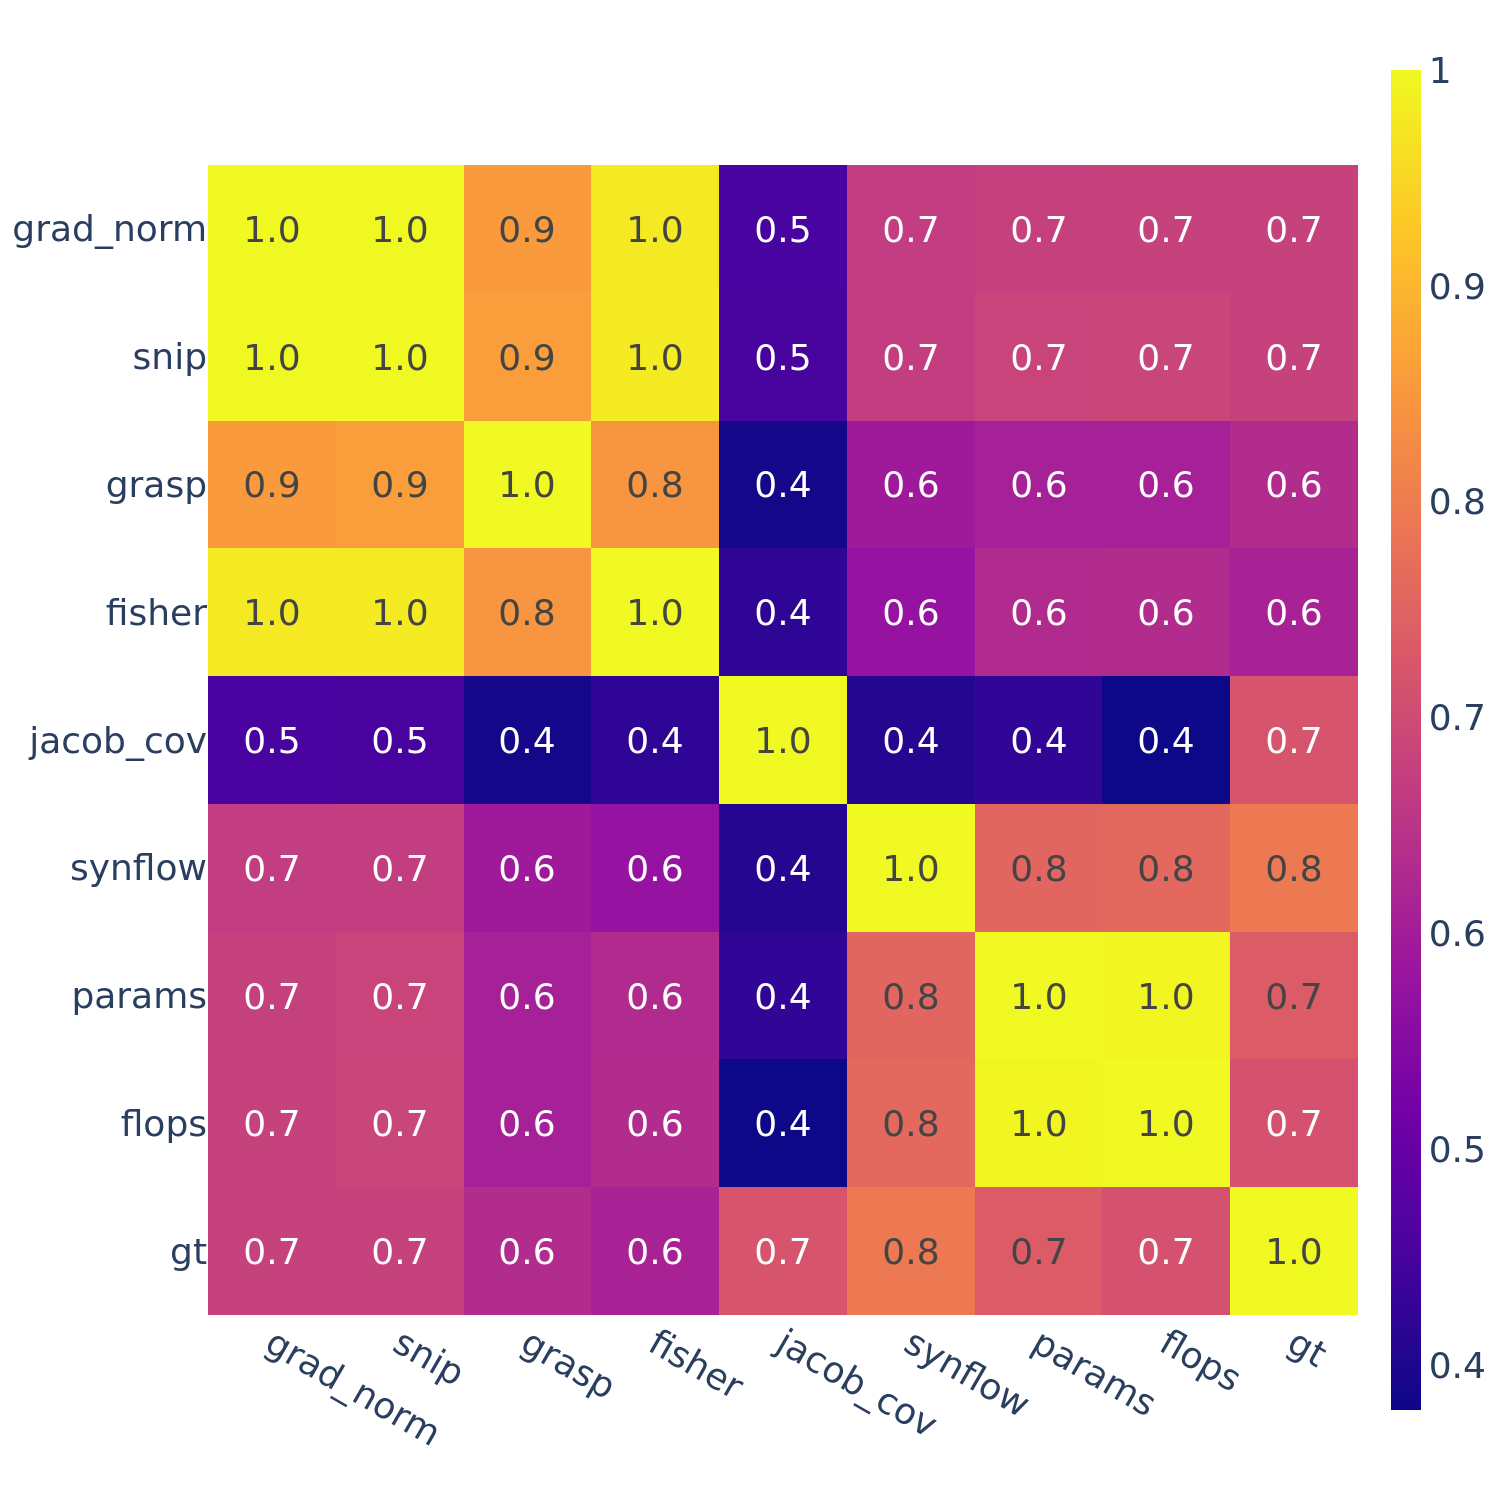 1
grad_norm 1.0 1.0 0.9 1.0 0.5 0.7 0.7 0.7 0.7
0.9
snip 1.0 1.0 0.9 1.0 0.5 0.7 0.7 0.7 0.7
grasp 0.9 0.9 1.0 0.8 0.4 0.6 0.6 0.6 0.6
0.8
fisher 1.0 1.0 0.8 1.0 0.4 0.6 0.6 0.6 0.6
0.7
jacob_cov 0.5 0.5 0.4 0.4 1.0 0.4 0.4 0.4 0.7
synflow 0.7 0.7 0.6 0.6 0.4 1.0 0.8 0.8 0.8
0.6
params 0.7 0.7 0.6 0.6 0.4 0.8 1.0 1.0 0.7
flops 0.7 0.7 0.6 0.6 0.4 0.8 1.0 1.0 0.7
0.5
gt 0.7 0.7 0.6 0.6 0.7 0.8 0.7 0.7 1.0
0.4
grad_norm snip grasp fisher jacob_cov synflow params flops gt